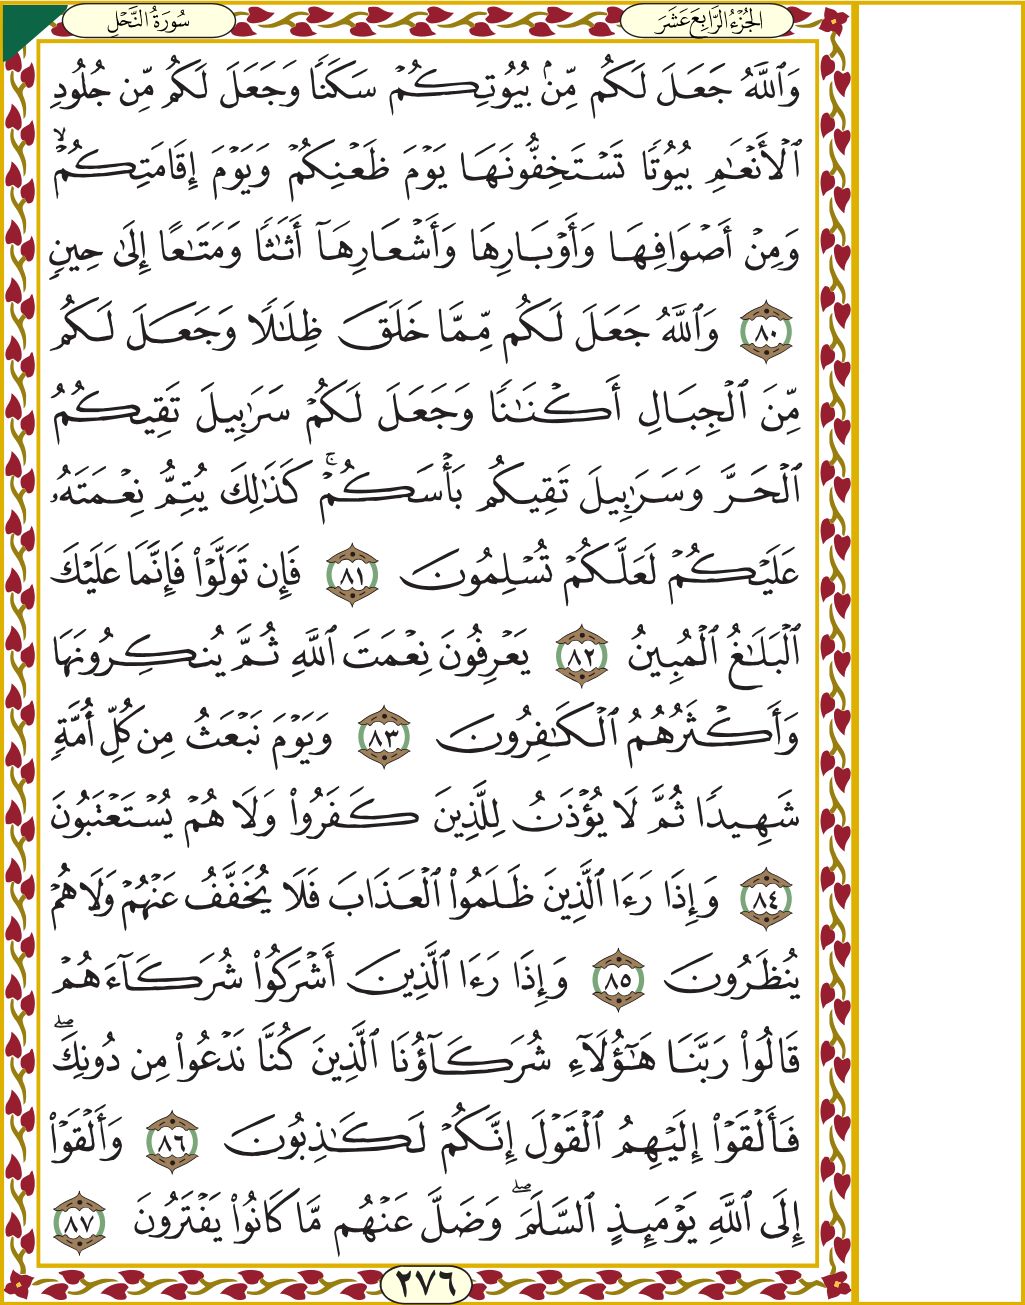 الجُزْءُ الرَّابِعَ عَشَرَ
سُورَةُ النَّحْلِ
وَٱللَّهُ جَعَلَ لَكُم مِّنۢ بُيُوتِكُمْ سَكَنًا وَجَعَلَ لَكُم مِّن جُلُودِ
ٱلْأَنْعَٰمِ بُيُوتًا تَسْتَخِفُّونَهَا يَوْمَ ظَعْنِكُمْ وَيَوْمَ إِقَامَتِكُمْ ۙ
وَمِنْ أَصْوَافِهَا وَأَوْبَارِهَا وَأَشْعَارِهَآ أَثَٰثًا وَمَتَٰعًا إِلَىٰ حِينٍ
٨٠ وَٱللَّهُ جَعَلَ لَكُم مِّمَّا خَلَقَ ظِلَٰلًا وَجَعَلَ لَكُم
مِّنَ ٱلْجِبَالِ أَكْنَٰنًا وَجَعَلَ لَكُمْ سَرَٰبِيلَ تَقِيكُمُ
ٱلْحَرَّ وَسَرَٰبِيلَ تَقِيكُم بَأْسَكُمْ ۚ كَذَٰلِكَ يُتِمُّ نِعْمَتَهُۥ
عَلَيْكُمْ لَعَلَّكُمْ تُسْلِمُونَ ٨١ فَإِن تَوَلَّوْا۟ فَإِنَّمَا عَلَيْكَ
ٱلْبَلَٰغُ ٱلْمُبِينُ ٨٢ يَعْرِفُونَ نِعْمَتَ ٱللَّهِ ثُمَّ يُنكِرُونَهَا
وَأَكْثَرُهُمُ ٱلْكَٰفِرُونَ ٨٣ وَيَوْمَ نَبْعَثُ مِن كُلِّ أُمَّةٍ
شَهِيدًا ثُمَّ لَا يُؤْذَنُ لِلَّذِينَ كَفَرُوا۟ وَلَا هُمْ يُسْتَعْتَبُونَ
٨٤ وَإِذَا رَءَا ٱلَّذِينَ ظَلَمُوا۟ ٱلْعَذَابَ فَلَا يُخَفَّفُ عَنْهُمْ وَلَا هُمْ
يُنظَرُونَ ٨٥ وَإِذَا رَءَا ٱلَّذِينَ أَشْرَكُوا۟ شُرَكَآءَهُمْ
قَالُوا۟ رَبَّنَا هَٰٓؤُلَآءِ شُرَكَآؤُنَا ٱلَّذِينَ كُنَّا نَدْعُوا۟ مِن دُونِكَ ۖ
فَأَلْقَوْا۟ إِلَيْهِمُ ٱلْقَوْلَ إِنَّكُمْ لَكَٰذِبُونَ ٨٦ وَأَلْقَوْا۟
إِلَى ٱللَّهِ يَوْمَئِذٍ ٱلسَّلَمَ ۖ وَضَلَّ عَنْهُم مَّا كَانُوا۟ يَفْتَرُونَ ٨٧
٢٧٦